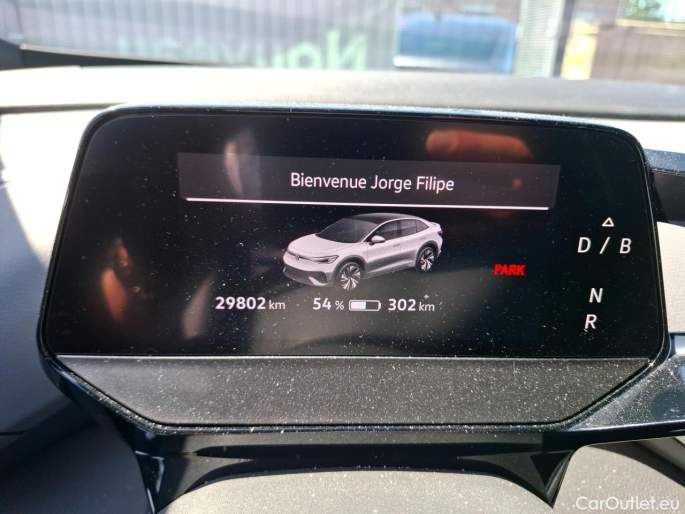 Bienvenue Jorge Filipe
D / B
PARK
29802 km 54 % 302 km
N
R
CarOutlet.eu